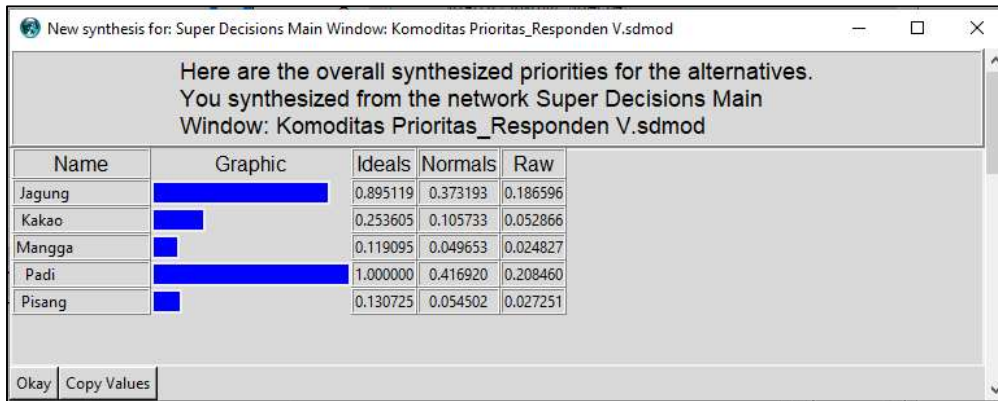 New synthesis for: Super Decisions Main Window: Komoditas Prioritas_Responden V.sdmod
Here are the overall synthesized priorities for the alternatives.
You synthesized from the network Super Decisions Main
Window: Komoditas Prioritas_Responden V.sdmod
Name Graphic Ideals Normals Raw
Jagung 0.895119 0.373193 0.186596
Kakao 0.253605 0.105733 0.052866
Mangga 0.119095 0.049653 0.024827
Padi 1.000000 0.416920 0.208460
Pisang 0.130725 0.054502 0.027251
Okay Copy Values